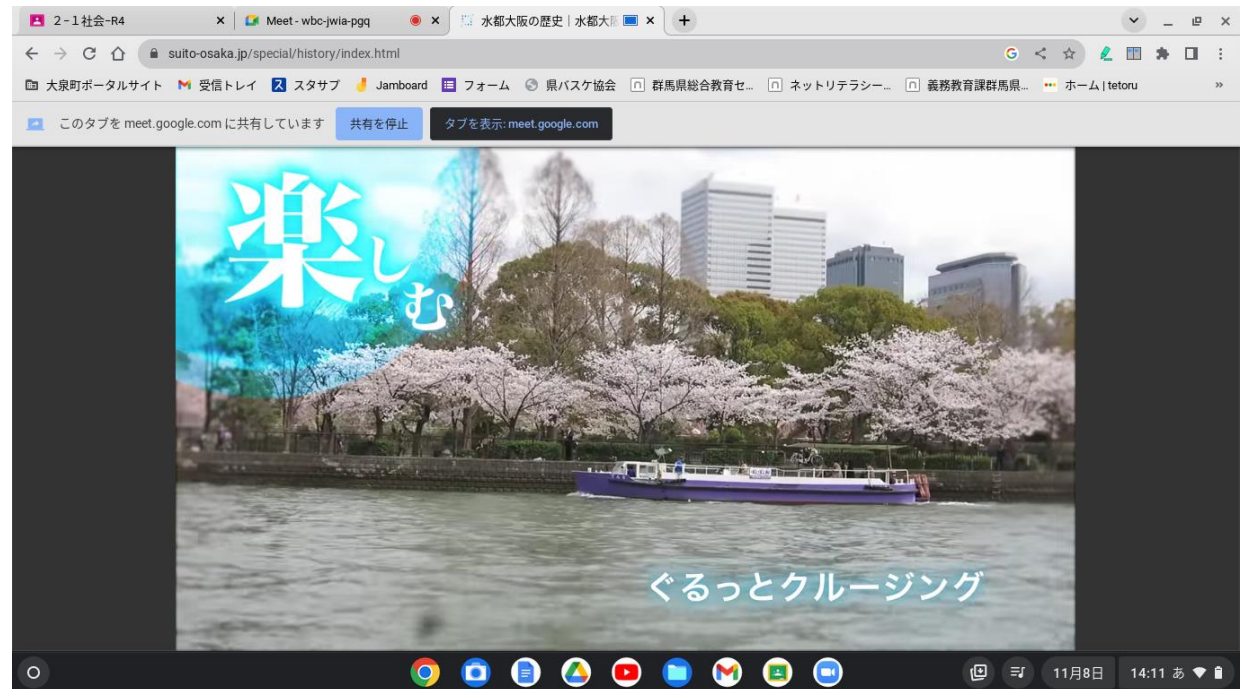 2-1社会-R4
Meet - wbc-jwia-pgq
水都大阪の歴史 | 水都大阪
suito-osaka.jp/special/history/index.html
大泉町ポータルサイト 受信トレイ スタサプ Jamboard フォーム 県バスケ協会 群馬県総合教育セ... ネットリテラシー... 義務教育課群馬県... ホーム | tetoru »
このタブを meet.google.com に共有しています 共有を停止 タブを表示: meet.google.com
楽しむ
ぐるっとクルージング
11月8日 14:11 あ